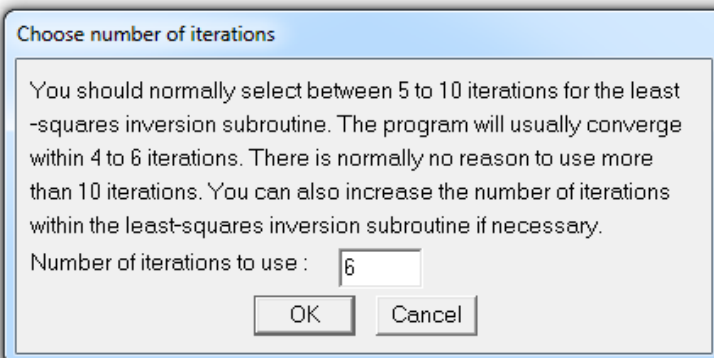 Choose number of iterations
You should normally select between 5 to 10 iterations for the least
-squares inversion subroutine. The program will usually converge
within 4 to 6 iterations. There is normally no reason to use more
than 10 iterations. You can also increase the number of iterations
within the least-squares inversion subroutine if necessary.
Number of iterations to use : 6
OK Cancel